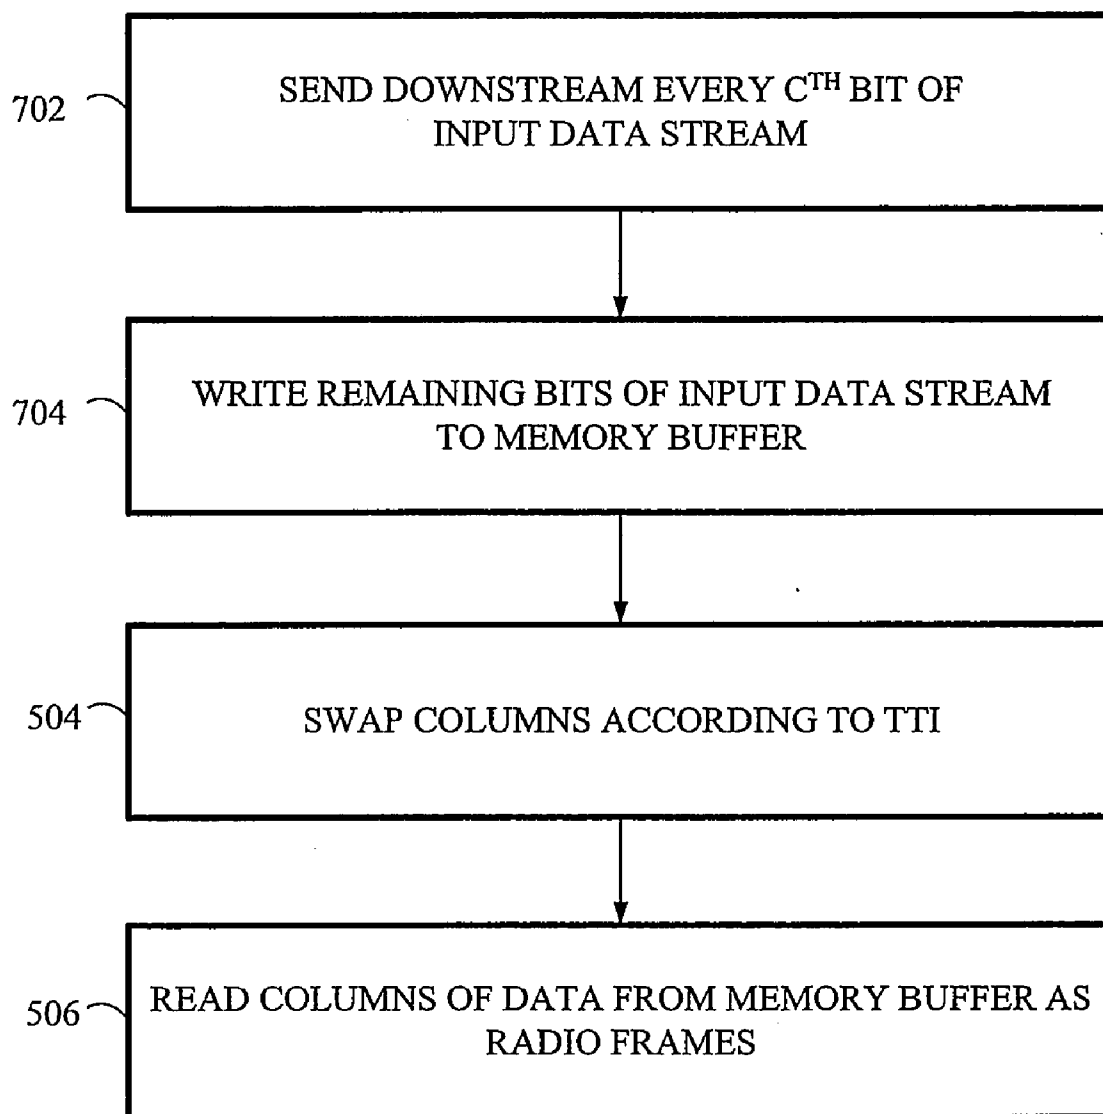 702
SEND DOWNSTREAM EVERY Cᵀᴴ BIT OF
INPUT DATA STREAM
704
WRITE REMAINING BITS OF INPUT DATA STREAM
TO MEMORY BUFFER
504
SWAP COLUMNS ACCORDING TO TTI
506
READ COLUMNS OF DATA FROM MEMORY BUFFER AS
RADIO FRAMES